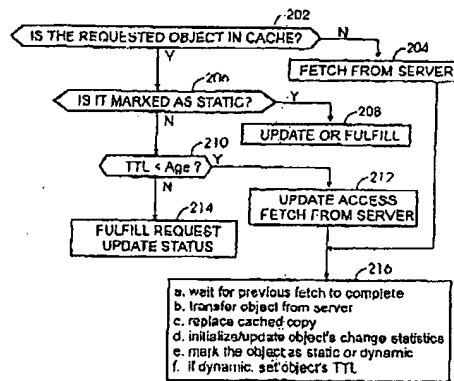 202
IS THE REQUESTED OBJECT IN CACHE?
N
Y
204
FETCH FROM SERVER
206
IS IT MARKED AS STATIC?
Y
N
208
UPDATE OR FULFILL
210
TTL < Age ?
Y
N
212
UPDATE ACCESS
FETCH FROM SERVER
214
FULFILL REQUEST
UPDATE STATUS
216
a. wait for previous fetch to complete
b. transfer object from server
c. replace cached copy
d. initialize/update object's change statistics
e. mark the object as static or dynamic
f. if dynamic, set object's TTL